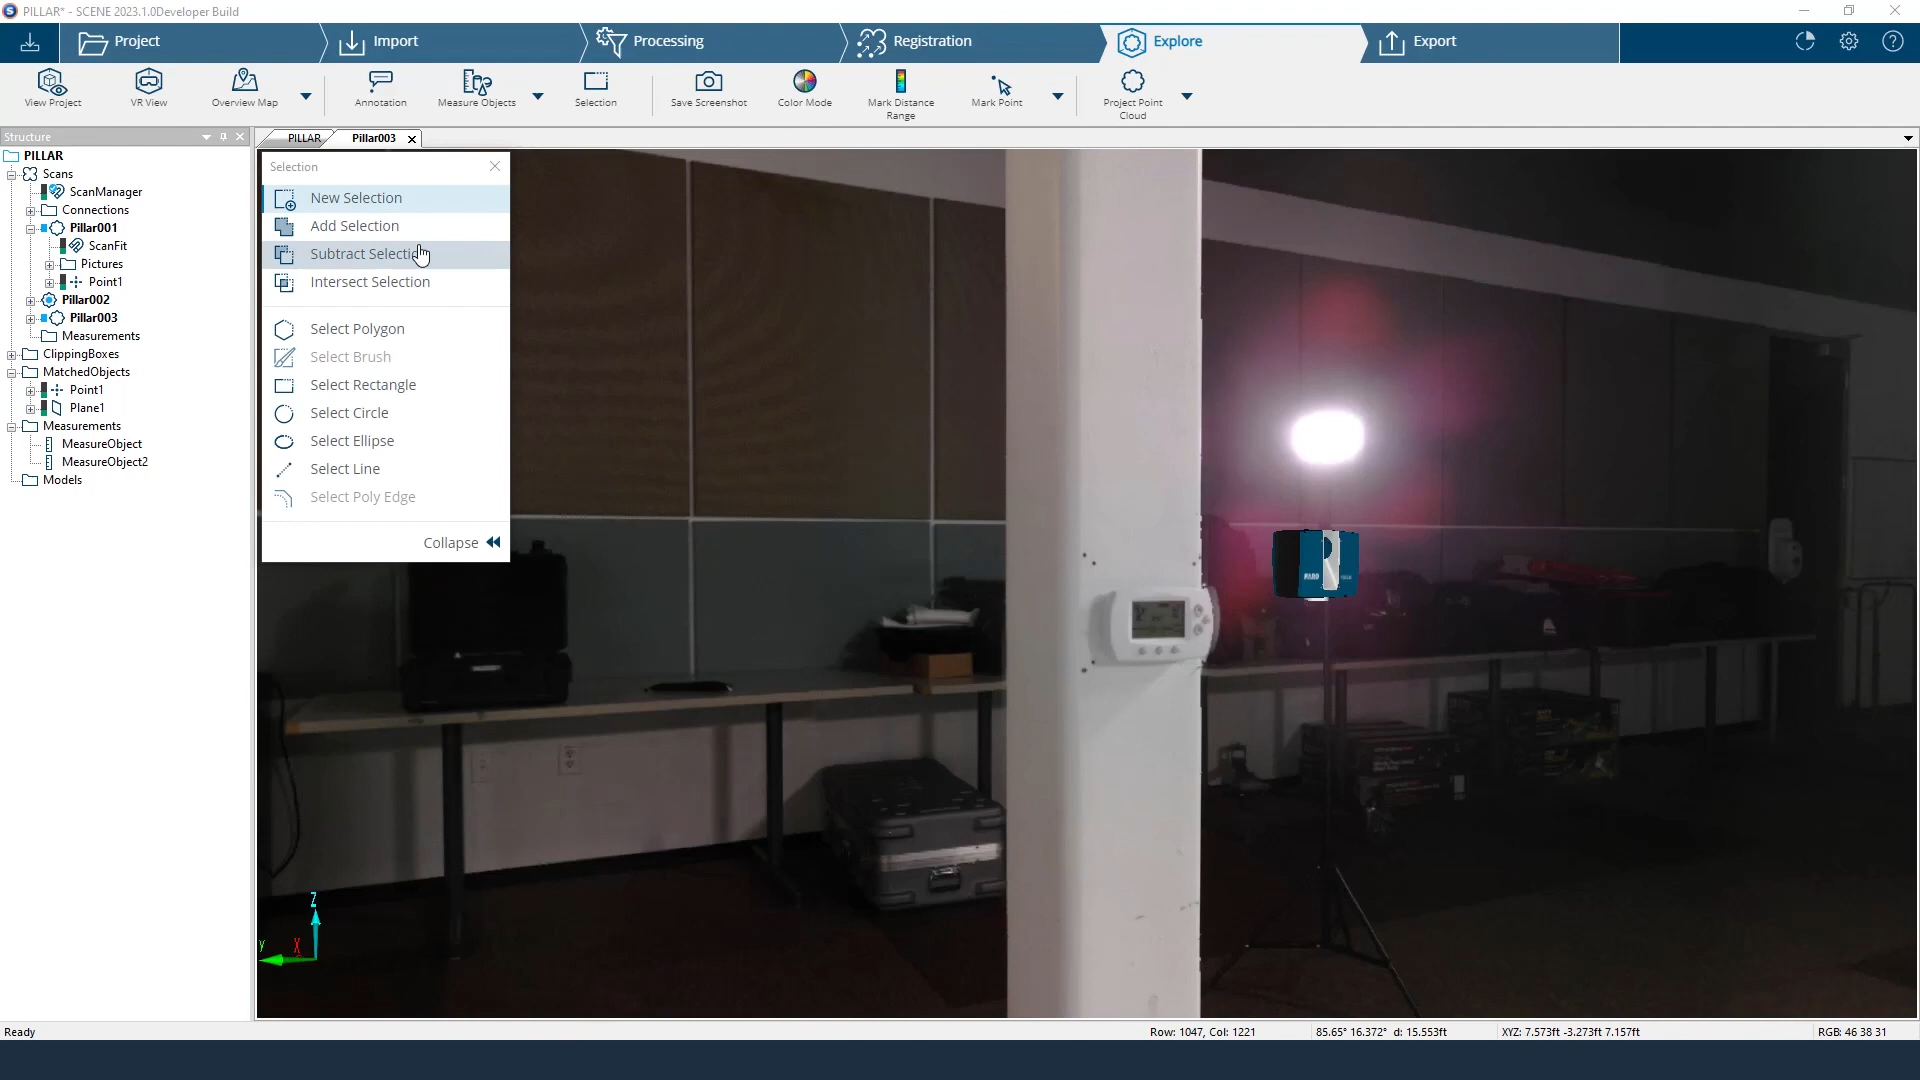 PILLAR* - SCENE 2023.1.0Developer Build
Project
Import
Processing
Registration
Explore
Export
View Project
VR View
Overview Map
Annotation
Measure Objects
Selection
Save Screenshot
Color Mode
Mark Distance
Range
Mark Point
Project Point
Cloud
Structure
PILLAR
Scans
ScanManager
Connections
Pillar001
ScanFit
Pictures
Point1
Pillar002
Pillar003
Measurements
ClippingBoxes
MatchedObjects
Point1
Plane1
Measurements
MeasureObject
MeasureObject2
Models
PILLAR
Pillar003
Selection
New Selection
Add Selection
Subtract Selecti
Intersect Selection
Select Polygon
Select Brush
Select Rectangle
Select Circle
Select Ellipse
Select Line
Select Poly Edge
Collapse
FARO
Z
y
X
Ready
Row: 1047, Col: 1221
85.65° 16.372° d: 15.553ft
XYZ: 7.573ft -3.273ft 7.157ft
RGB: 46 38 31